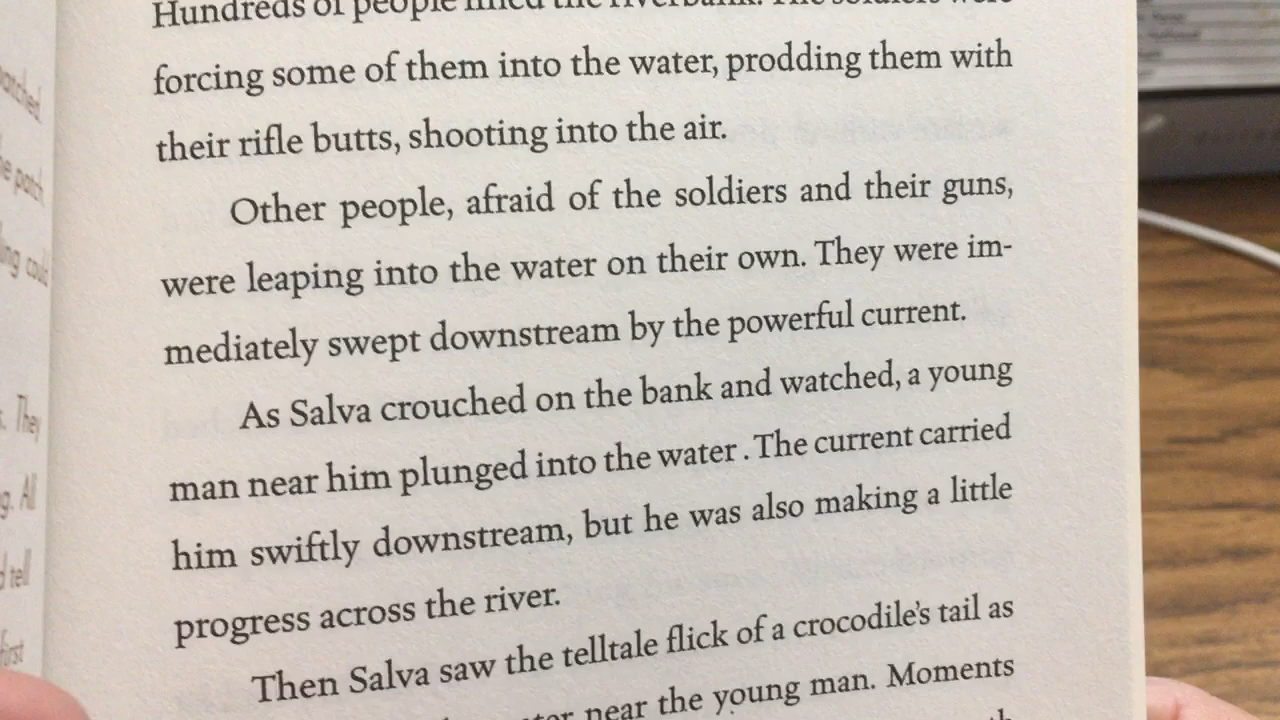 Hundreds of people lined the riverbank. The soldiers were
forcing some of them into the water, prodding them with
their rifle butts, shooting into the air.
Other people, afraid of the soldiers and their guns,
were leaping into the water on their own. They were im-
mediately swept downstream by the powerful current.
As Salva crouched on the bank and watched, a young
man near him plunged into the water . The current carried
him swiftly downstream, but he was also making a little
progress across the river.
Then Salva saw the telltale flick of a crocodile's tail as
near the young man. Moments
They
All
tell
first